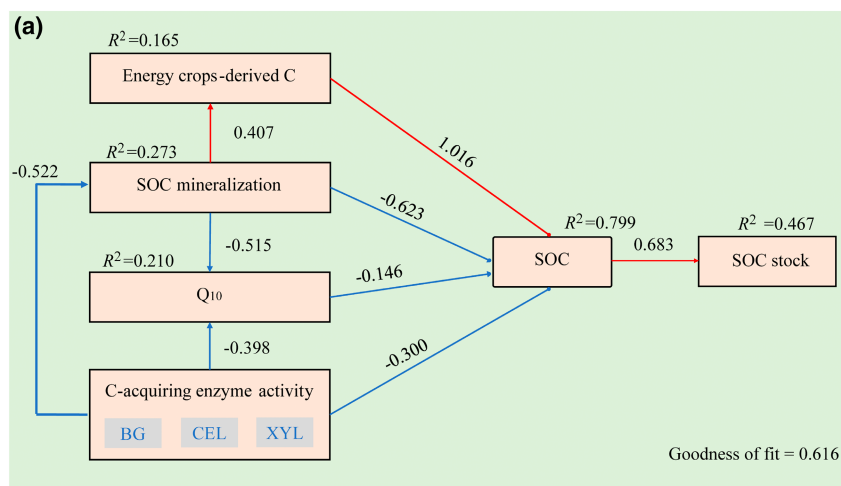 (a)
R²=0.165
Energy crops-derived C
0.407
1.016
R²=0.273
-0.522
SOC mineralization
-0.623
R²=0.799
R² =0.467
-0.515
0.683
R²=0.210
SOC
SOC stock
-0.146
Q₁₀
-0.398
-0.300
C-acquiring enzyme activity
BG CEL XYL
Goodness of fit = 0.616